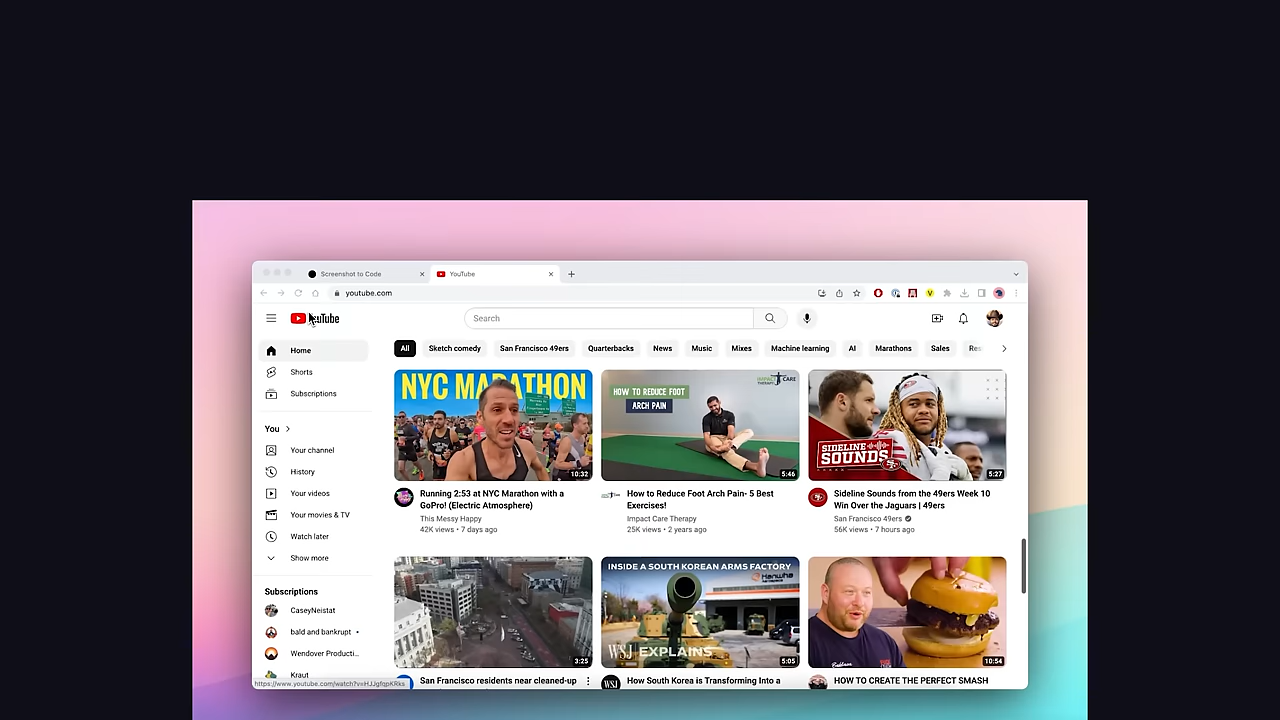 Screenshot to Code
YouTube
youtube.com
YouTube
Search
Home
Shorts
Subscriptions
You
Your channel
History
Your videos
Your movies & TV
Watch later
Show more
Subscriptions
CaseyNeistat
bald and bankrupt
Wendover Producti...
Kraut
All
Sketch comedy
San Francisco 49ers
Quarterbacks
News
Music
Mixes
Machine learning
AI
Marathons
Sales
NYC MARATHON
10:32
Running 2:53 at NYC Marathon with a
GoPro! (Electric Atmosphere)
This Messy Happy
42K views • 7 days ago
HOW TO REDUCE FOOT
ARCH PAIN
IMPACT CARE
THERAPY
5:46
How to Reduce Foot Arch Pain- 5 Best
Exercises!
Impact Care Therapy
25K views • 2 years ago
SIDELINE
SOUNDS
5:27
Sideline Sounds from the 49ers Week 10
Win Over the Jaguars | 49ers
San Francisco 49ers
56K views • 7 hours ago
3:25
San Francisco residents near cleaned-up
INSIDE A SOUTH KOREAN ARMS FACTORY
Hanwha
WSJ EXPLAINS
5:05
WSJ
How South Korea is Transforming Into a
10:54
HOW TO CREATE THE PERFECT SMASH